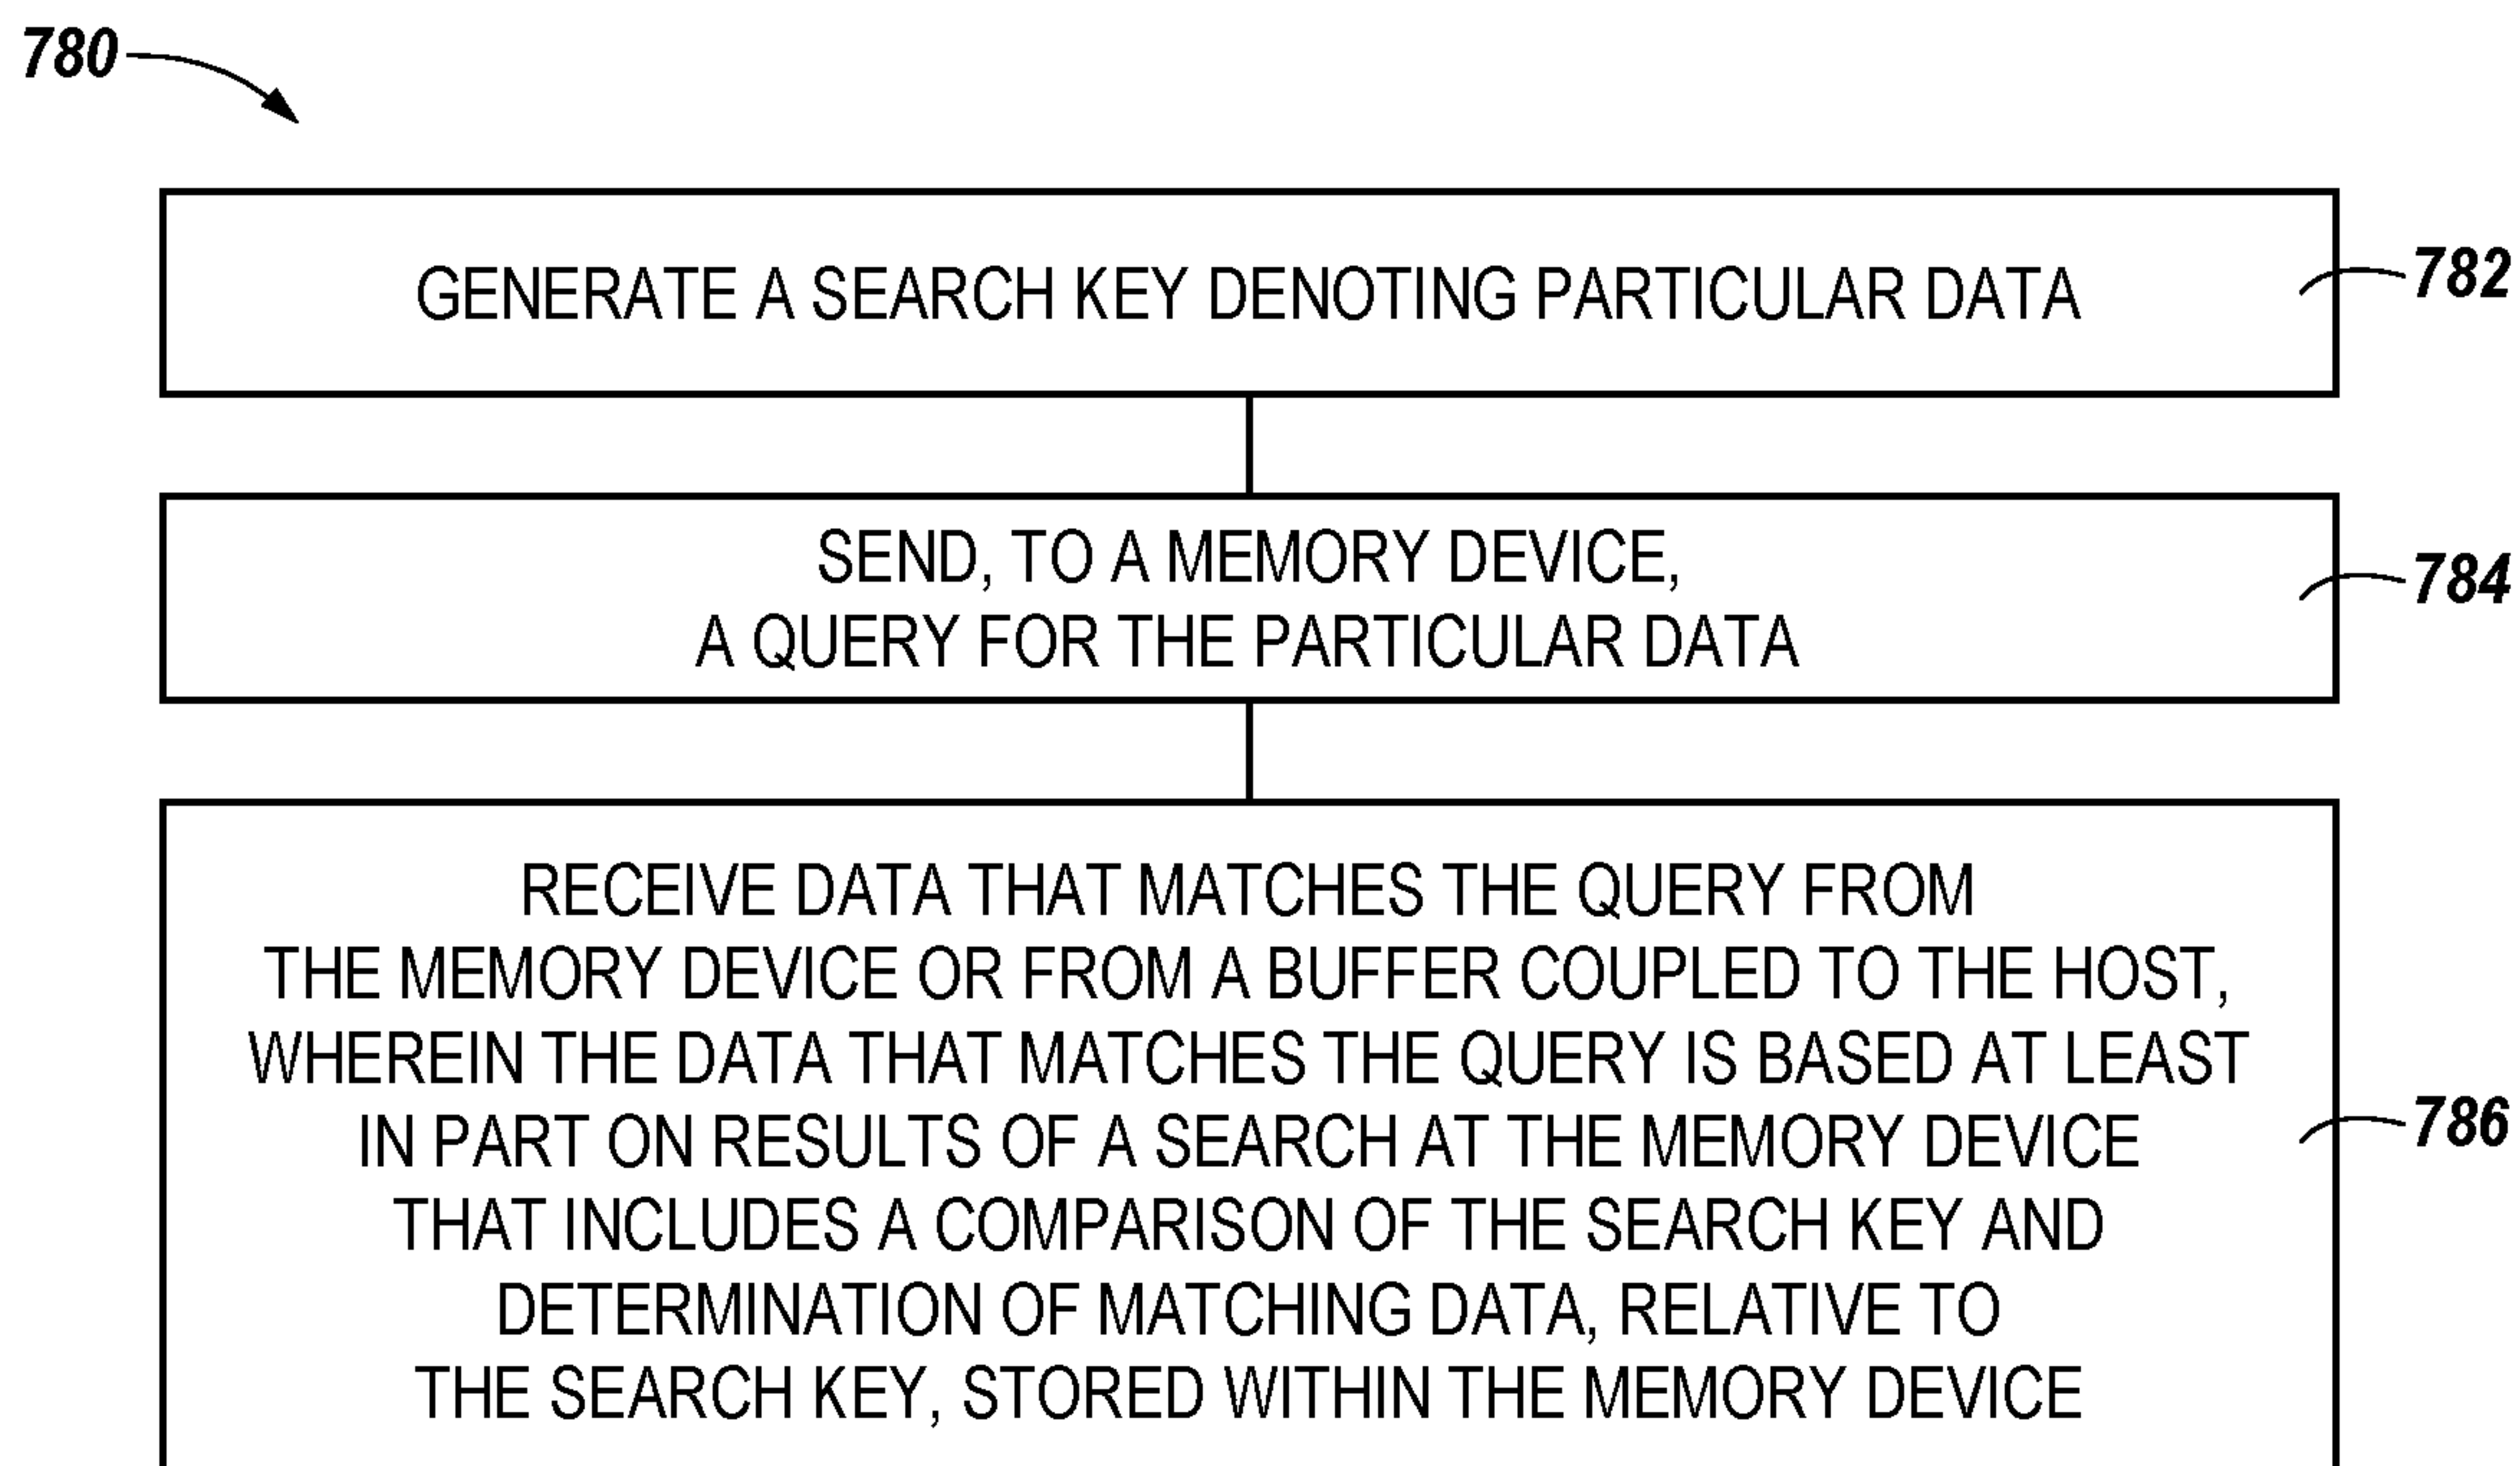 780
GENERATE A SEARCH KEY DENOTING PARTICULAR DATA
782
SEND, TO A MEMORY DEVICE,
A QUERY FOR THE PARTICULAR DATA
784
RECEIVE DATA THAT MATCHES THE QUERY FROM
THE MEMORY DEVICE OR FROM A BUFFER COUPLED TO THE HOST,
WHEREIN THE DATA THAT MATCHES THE QUERY IS BASED AT LEAST
IN PART ON RESULTS OF A SEARCH AT THE MEMORY DEVICE
THAT INCLUDES A COMPARISON OF THE SEARCH KEY AND
DETERMINATION OF MATCHING DATA, RELATIVE TO
THE SEARCH KEY, STORED WITHIN THE MEMORY DEVICE
786